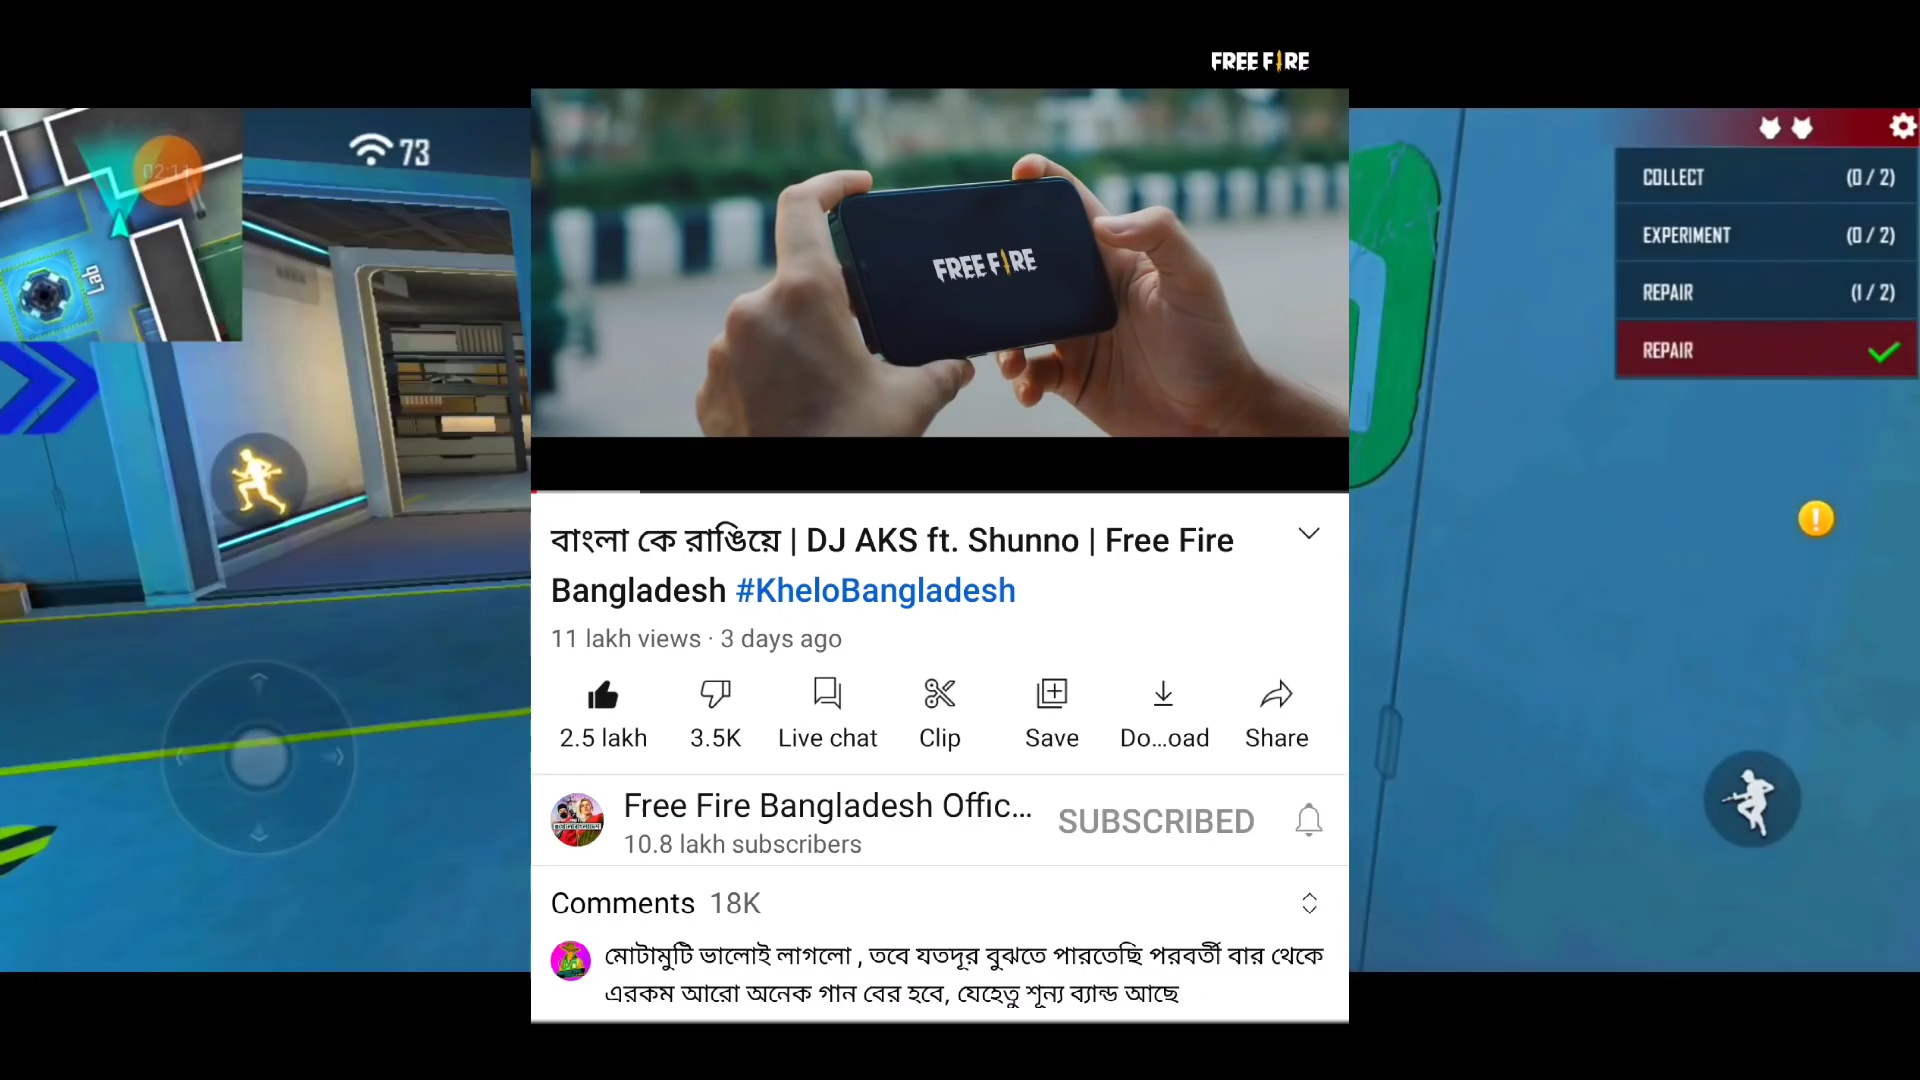 FREE FIRE
02:11
73
Lab
COLLECT (0 / 2)
EXPERIMENT (0 / 2)
REPAIR (1 / 2)
REPAIR
FREE FIRE
বাংলা কে রাঙিয়ে | DJ AKS ft. Shunno | Free Fire
Bangladesh #KheloBangladesh
11 lakh views · 3 days ago
2.5 lakh
3.5K
Live chat
Clip
Save
Do...oad
Share
Free Fire Bangladesh Offic...
10.8 lakh subscribers
SUBSCRIBED
Comments 18K
মোটামুটি ভালোই লাগলো , তবে যতদূর বুঝতে পারতেছি পরবর্তী বার থেকে
এরকম আরো অনেক গান বের হবে, যেহেতু শূন্য ব্যান্ড আছে